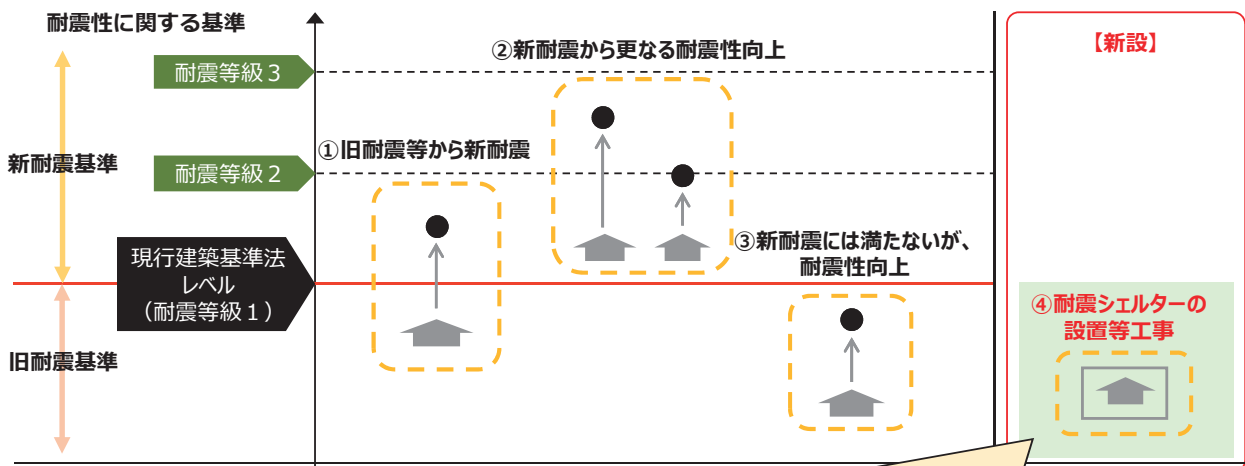 耐震性に関する基準
【新設】
②新耐震から更なる耐震性向上
耐震等級3
①旧耐震等から新耐震
新耐震基準
耐震等級2
③新耐震には満たないが、
耐震性向上
現行建築基準法
レベル
(耐震等級1)
④耐震シェルターの
設置等工事
旧耐震基準